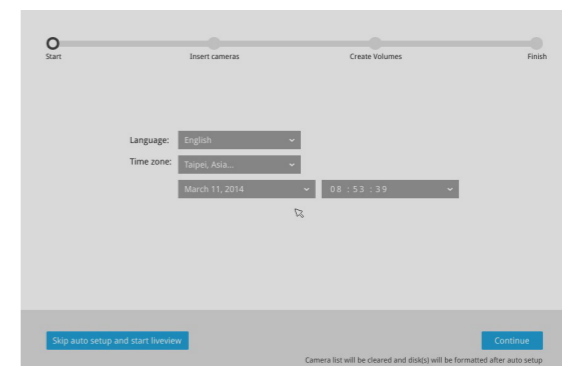 Start Insert cameras Create Volumes Finish
Language: English
Time zone: Taipei, Asia...
March 11, 2014 08 : 53 : 39
Skip auto setup and start liveview Continue
Camera list will be cleared and disk(s) will be formatted after auto setup